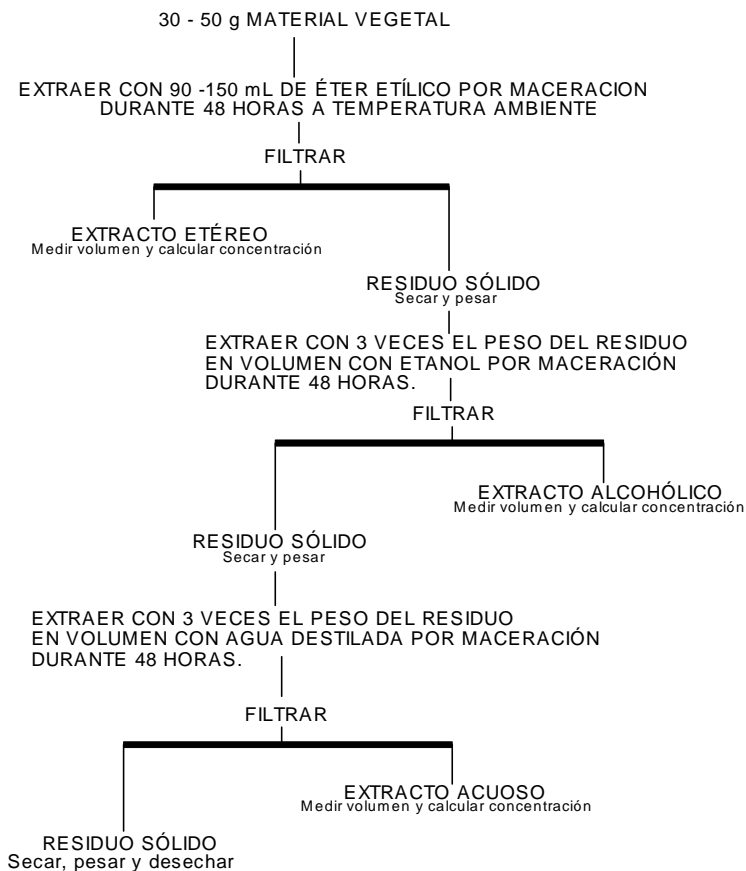 30 - 50 g MATERIAL VEGETAL
EXTRAER CON 90 -150 mL DE ÉTER ETÍLICO POR MACERACION
DURANTE 48 HORAS A TEMPERATURA AMBIENTE
FILTRAR
EXTRACTO ETÉREO
Medir volumen y calcular concentración
RESIDUO SÓLIDO
Secar y pesar
EXTRAER CON 3 VECES EL PESO DEL RESIDUO
EN VOLUMEN CON ETANOL POR MACERACIÓN
DURANTE 48 HORAS.
FILTRAR
EXTRACTO ALCOHÓLICO
Medir volumen y calcular concentración
RESIDUO SÓLIDO
Secar y pesar
EXTRAER CON 3 VECES EL PESO DEL RESIDUO
EN VOLUMEN CON AGUA DESTILADA POR MACERACIÓN
DURANTE 48 HORAS.
FILTRAR
EXTRACTO ACUOSO
Medir volumen y calcular concentración
RESIDUO SÓLIDO
Secar, pesar y desechar